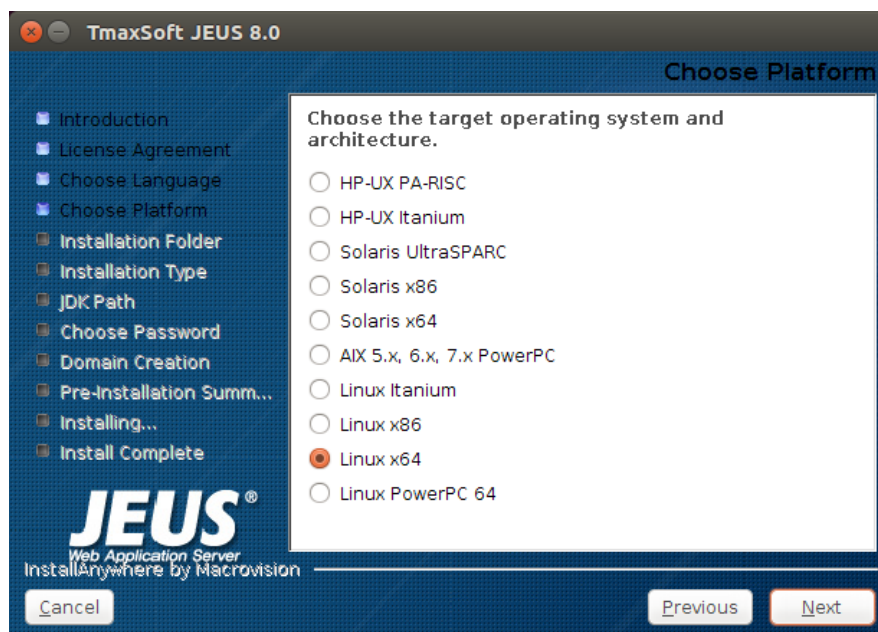 TmaxSoft JEUS 8.0
Choose Platform
Introduction
License Agreement
Choose Language
Choose Platform
Installation Folder
Installation Type
JDK Path
Choose Password
Domain Creation
Pre-Installation Summ...
Installing...
Install Complete
Choose the target operating system and
architecture.
HP-UX PA-RISC
HP-UX Itanium
Solaris UltraSPARC
Solaris x86
Solaris x64
AIX 5.x, 6.x, 7.x PowerPC
Linux Itanium
Linux x86
Linux x64
Linux PowerPC 64
JEUS®
Web Application Server
InstallAnywhere by Macrovision
Cancel
Previous
Next